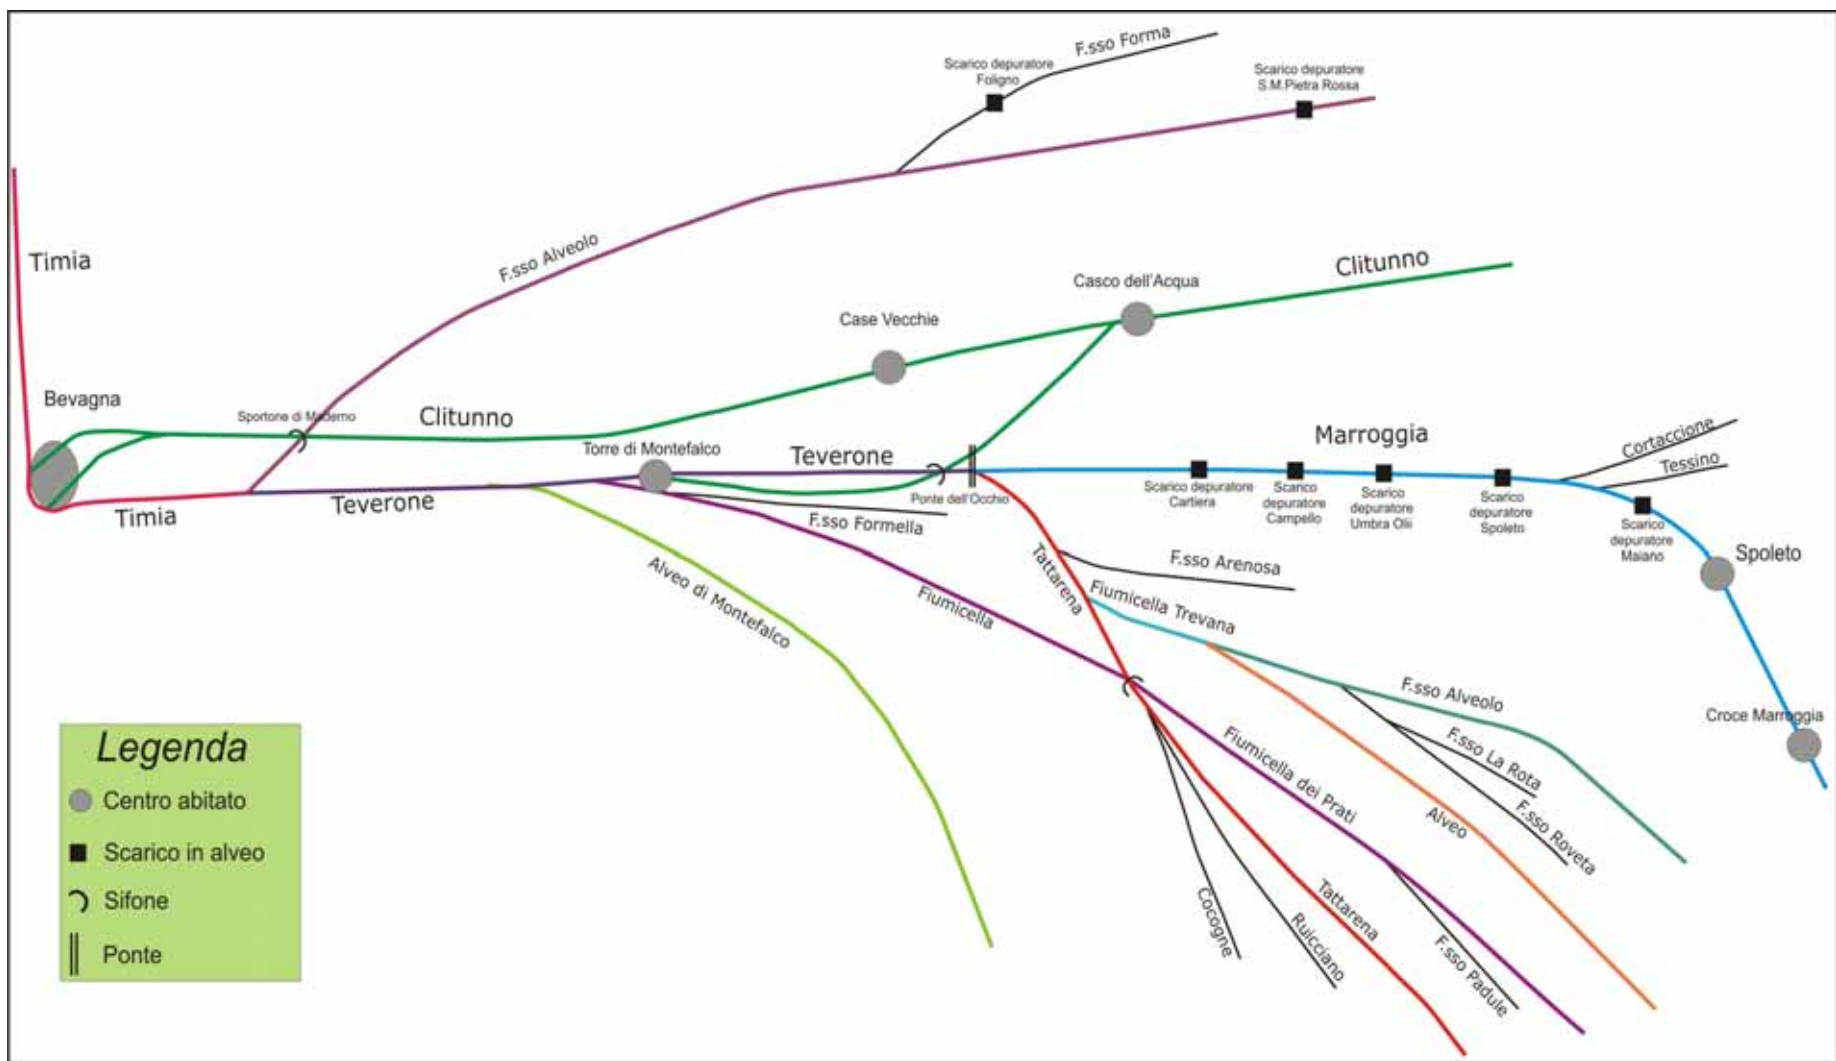 F.sso Forma
Scarico depuratore
Foligno
Scarico depuratore
S.M.Pietra Rossa
Timia
F.sso Alveolo
Clitunno
Casco dell'Acqua
Case Vecchie
Bevagna
Sportone di Maderno
Clitunno
Torre di Montefalco
Teverone
Marroggia
Cortaccione
Tessino
Timia
Teverone
Ponte dell'Occhio
Scarico depuratore
Cartiera
Scarico
depuratore
Campello
Scarico
depuratore
Umbra Olii
Scarico
depuratore
Spoleto
Scarico
depuratore
Maiano
Spoleto
F.sso Formella
Tattarena
F.sso Arenosa
Alveo di Montefalco
Fiumicella
Fiumicella Trevana
F.sso Alveolo
Croce Marroggia
Fiumicella dei Prati
F.sso La Rota
Alveo
F.sso Roveta
Cocogne
Ruicciano
Tattarena
F.sso Padule
Legenda
Centro abitato
Scarico in alveo
Sifone
Ponte